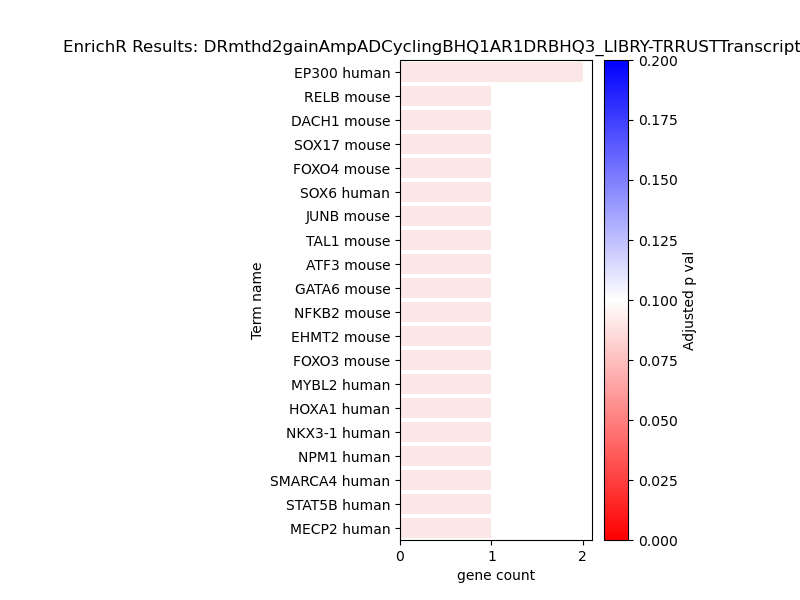 EnrichR Results: DRmthd2gainAmpADCyclingBHQ1AR1DRBHQ3_LIBRY-TRRUSTTranscript
EP300 human
RELB mouse
DACH1 mouse
SOX17 mouse
FOXO4 mouse
SOX6 human
JUNB mouse
TAL1 mouse
ATF3 mouse
GATA6 mouse
NFKB2 mouse
EHMT2 mouse
FOXO3 mouse
MYBL2 human
HOXA1 human
NKX3-1 human
NPM1 human
SMARCA4 human
STAT5B human
MECP2 human
Term name
0 1 2
gene count
0.200
0.175
0.150
0.125
0.100
0.075
0.050
0.025
0.000
Adjusted p val